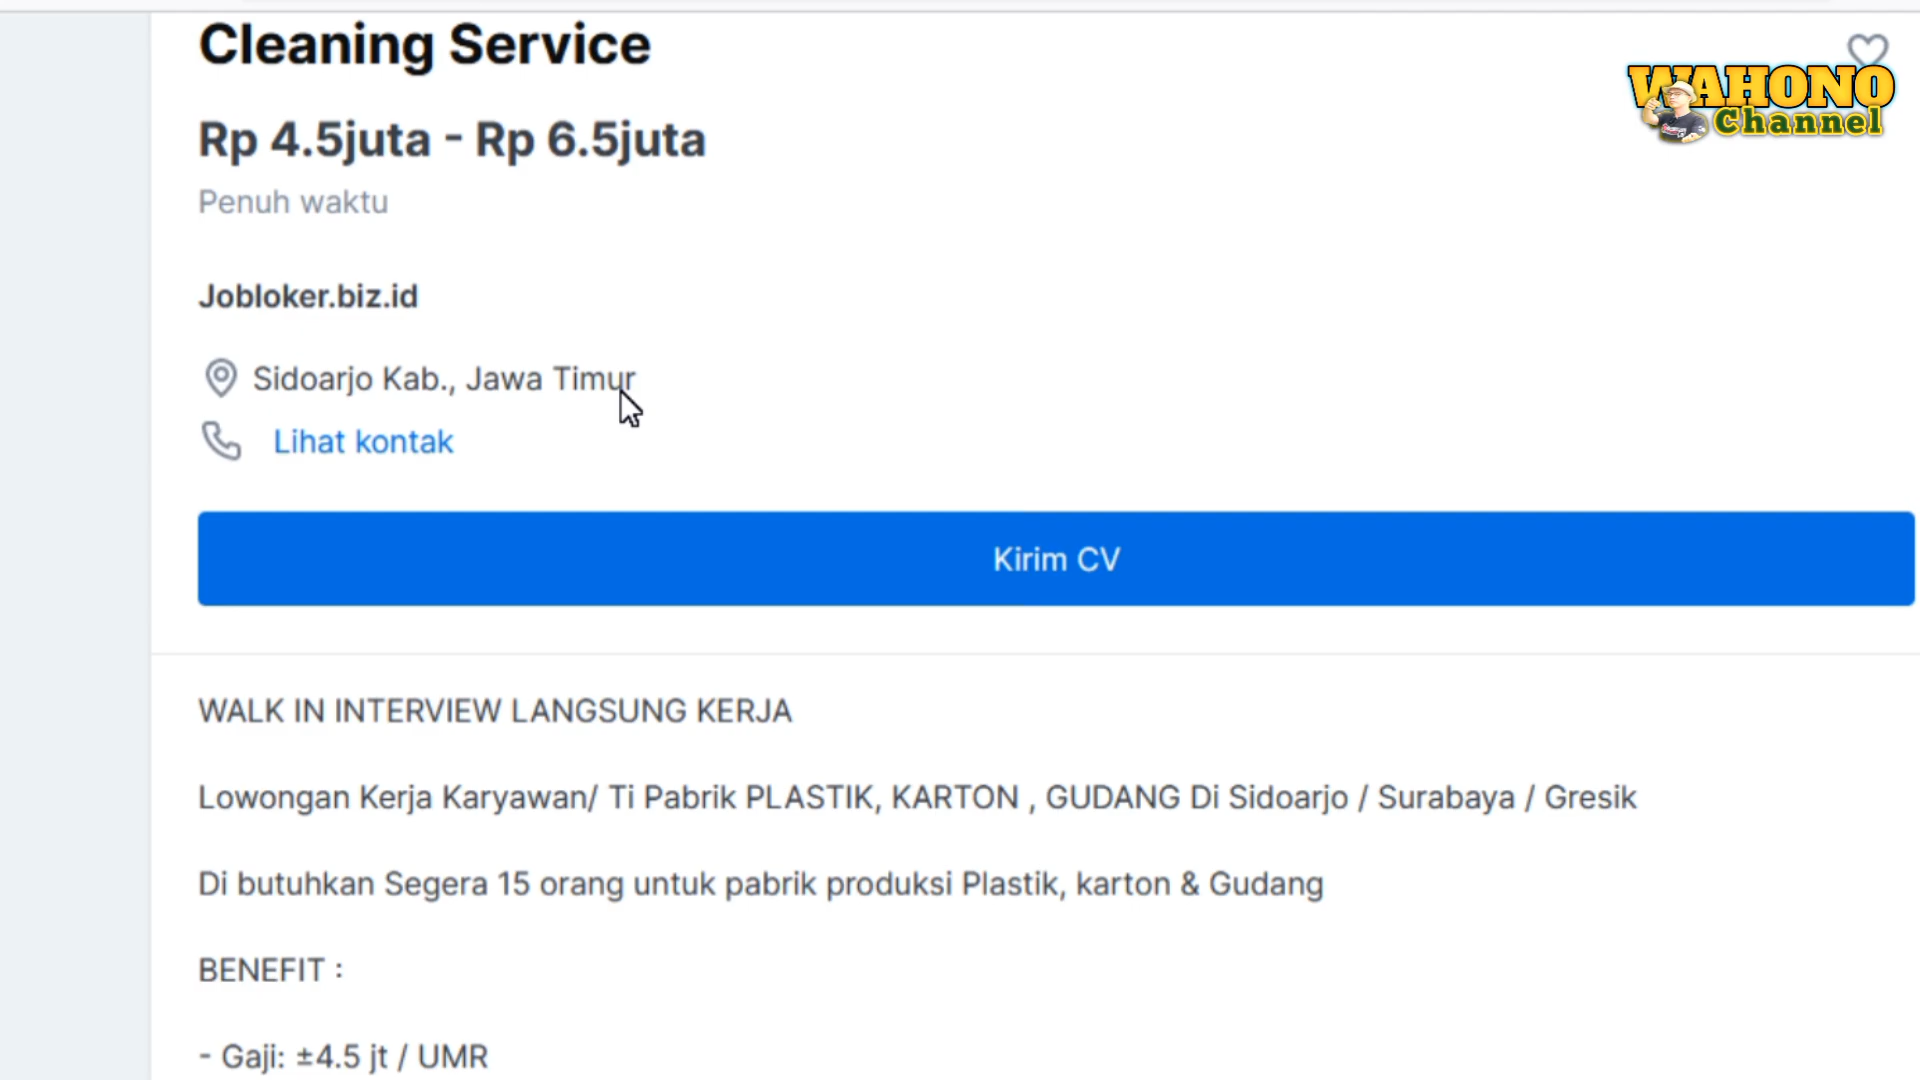 Cleaning Service
WAHONO
Channel
Rp 4.5juta - Rp 6.5juta
Penuh waktu
Jobloker.biz.id
Sidoarjo Kab., Jawa Timur
Lihat kontak
Kirim CV
WALK IN INTERVIEW LANGSUNG KERJA
Lowongan Kerja Karyawan/ Ti Pabrik PLASTIK, KARTON , GUDANG Di Sidoarjo / Surabaya / Gresik
Di butuhkan Segera 15 orang untuk pabrik produksi Plastik, karton & Gudang
BENEFIT :
- Gaji: ±4.5 jt / UMR